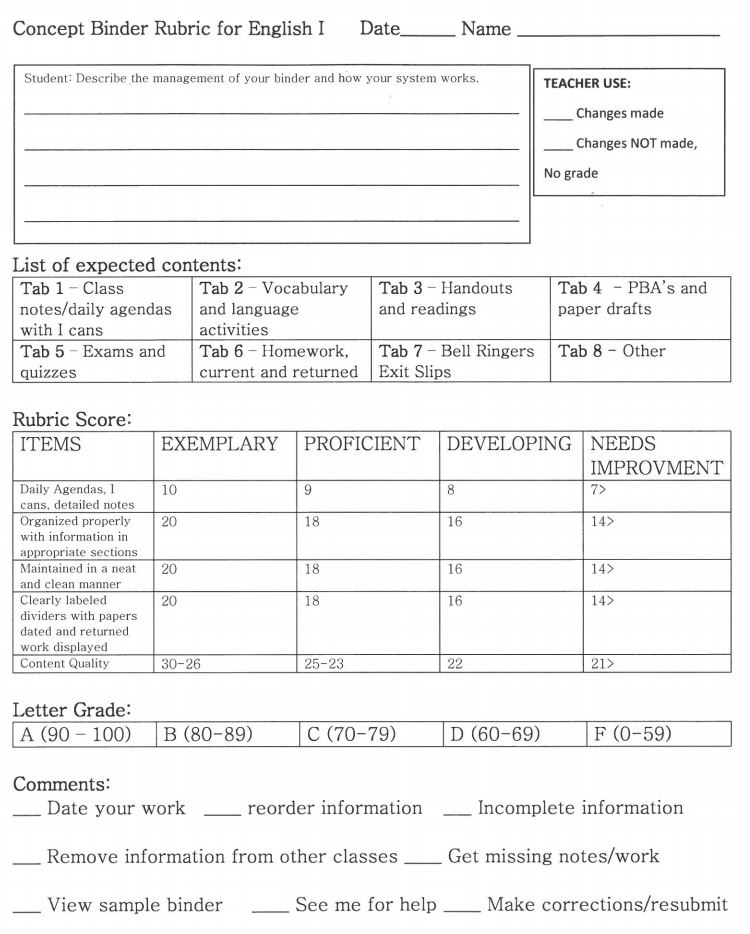 Concept Binder Rubric for English I Date______ Name ____________________
Student: Describe the management of your binder and how your system works.
TEACHER USE:
____ Changes made
____ Changes NOT made,
No grade
List of expected contents:
Tab 1 – Class notes/daily agendas with I cans
Tab 2 – Vocabulary and language activities
Tab 3 – Handouts and readings
Tab 4 – PBA's and paper drafts
Tab 5 – Exams and quizzes
Tab 6 – Homework, current and returned
Tab 7 – Bell Ringers Exit Slips
Tab 8 – Other
Rubric Score:
ITEMS EXEMPLARY PROFICIENT DEVELOPING NEEDS IMPROVMENT
Daily Agendas, I cans, detailed notes 10 9 8 7>
Organized properly with information in appropriate sections 20 18 16 14>
Maintained in a neat and clean manner 20 18 16 14>
Clearly labeled dividers with papers dated and returned work displayed 20 18 16 14>
Content Quality 30-26 25-23 22 21>
Letter Grade:
A (90 – 100) B (80-89) C (70-79) D (60-69) F (0-59)
Comments:
___ Date your work ____ reorder information ___ Incomplete information
___ Remove information from other classes ____ Get missing notes/work
___ View sample binder ____ See me for help ____ Make corrections/resubmit